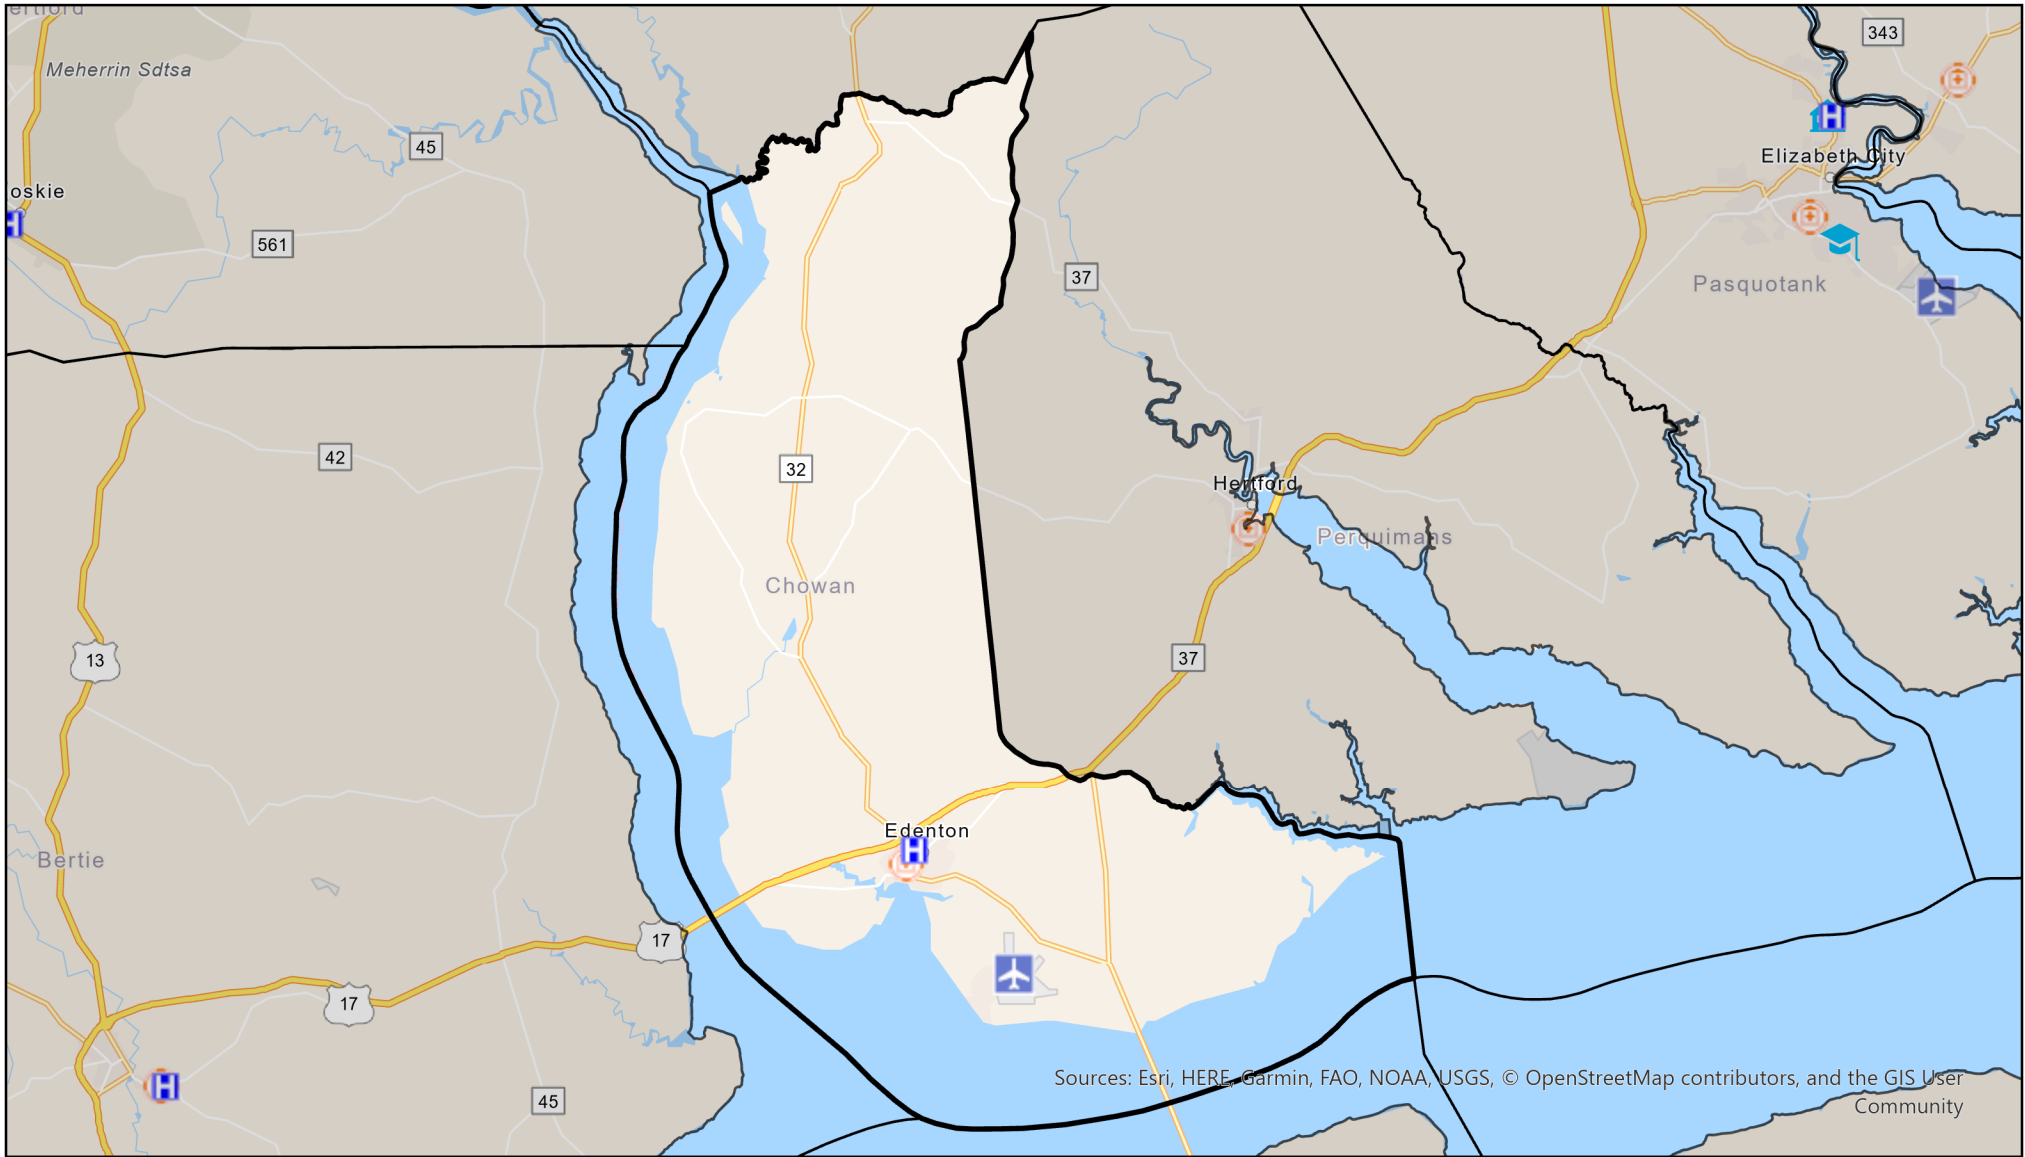 ertford
343
Meherrin Sdtsa
45
Elizabeth City
oskie
561
37
Pasquotank
42
32
Hertford
Perquimans
Chowan
13
37
Edenton
Bertie
17
17
Sources: Esri, HERE, Garmin, FAO, NOAA, USGS, © OpenStreetMap contributors, and the GIS User
Community
45
H
H
H
H